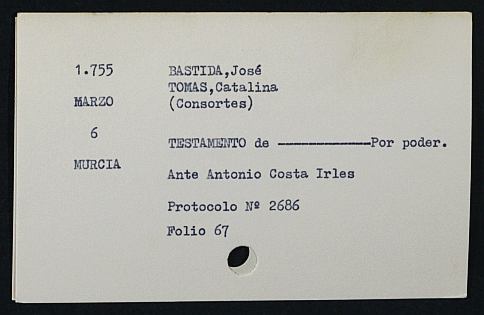 1.755
MARZO
6
MURCIA
BASTIDA,José
TOMAS,Catalina
(Consortes)
TESTAMENTO de ------------Por poder.
Ante Antonio Costa Irles
Protocolo Nº 2686
Folio 67